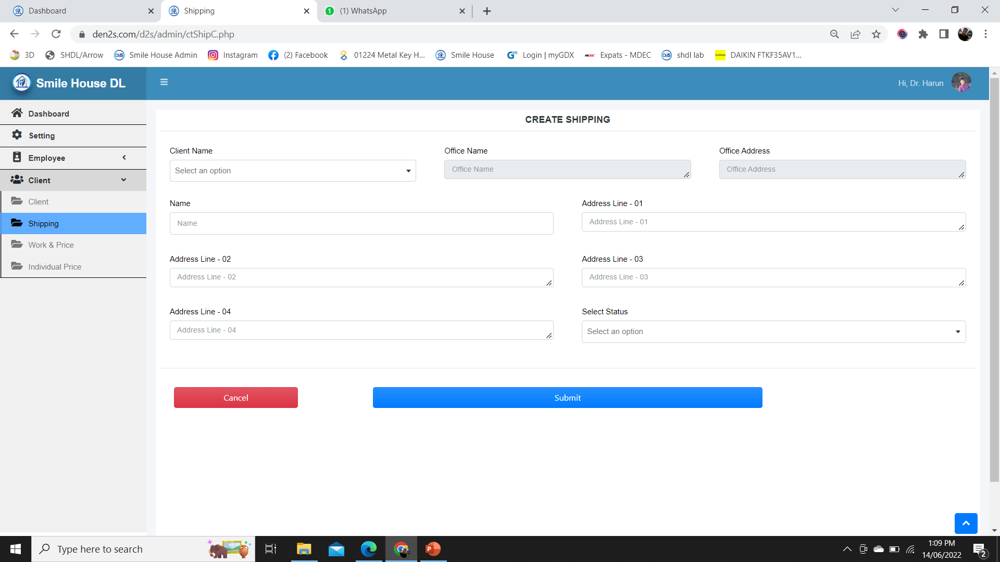 Dashboard
Shipping
(1) WhatsApp
den2s.com/d2s/admin/ctShipC.php
3D
SHDL/Arrow
Smile House Admin
Instagram
(2) Facebook
01224 Metal Key H...
Smile House
Login | myGDX
Expats - MDEC
shdl lab
DAIKIN FTKF35AV1...
Smile House DL
Hi, Dr. Harun
Dashboard
Setting
Employee
Client
Client
Shipping
Work & Price
Individual Price
CREATE SHIPPING
Client Name
Office Name
Office Address
Select an option
Office Name
Office Address
Name
Address Line - 01
Name
Address Line - 01
Address Line - 02
Address Line - 03
Address Line - 02
Address Line - 03
Address Line - 04
Select Status
Address Line - 04
Select an option
Cancel
Submit
Type here to search
1:09 PM
14/06/2022
2